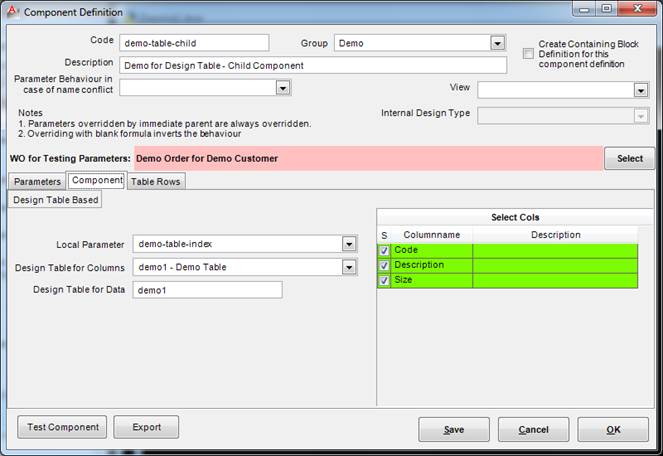 Component Definition
Code demo-table-child Group Demo
Create Containing Block
Definition for this
component definition
Description Demo for Design Table - Child Component
Parameter Behaviour in
case of name conflict
View
Notes
1. Parameters overridden by immediate parent are always overridden.
2. Overriding with blank formula inverts the behaviour
Internal Design Type
WO for Testing Parameters: Demo Order for Demo Customer Select
Parameters Component Table Rows
Design Table Based
Select Cols
S Columnname Description
Local Parameter demo-table-index
Code
Design Table for Columns demo1 - Demo Table
Description
Size
Design Table for Data demo1
Test Component Export Save Cancel OK